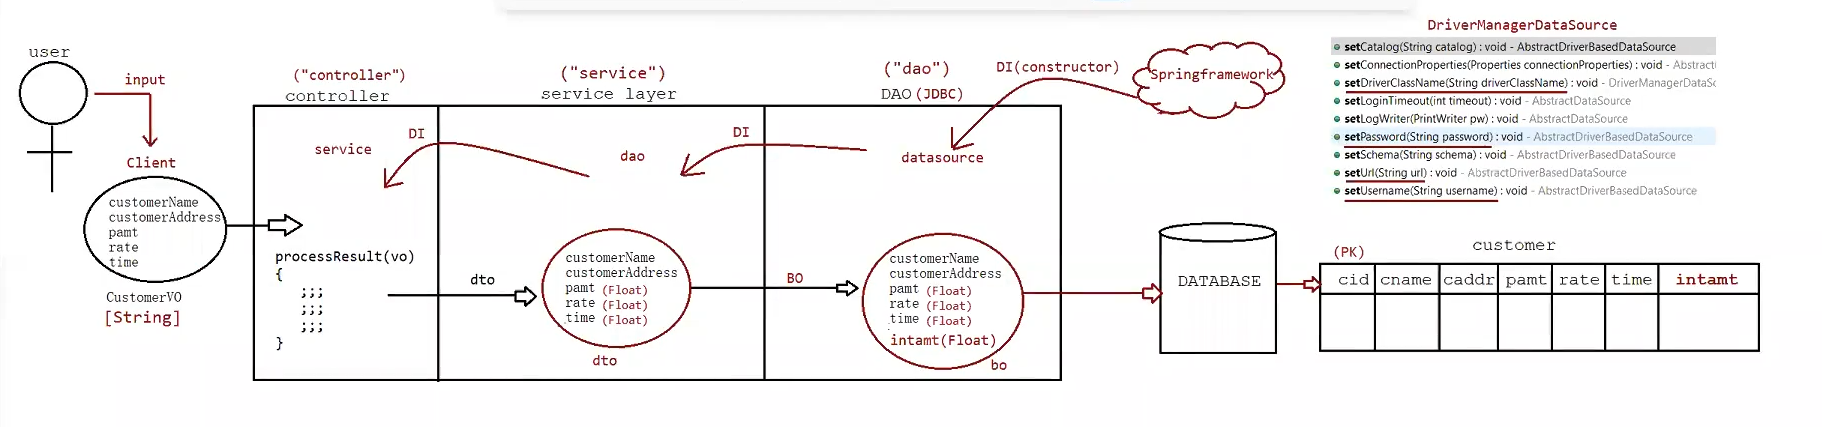 user
input
Client
customerName
customerAddress
pamt
rate
time
CustomerVO
[String]
("controller")
controller
service
processResult(vo)
{
;;;
;;;
;;;
}
DI
dto
("service")
service layer
dao
customerName
customerAddress
pamt (Float)
rate (Float)
time (Float)
dto
DI
BO
("dao")
DAO(JDBC)
datasource
customerName
customerAddress
pamt (Float)
rate (Float)
time (Float)
intamt(Float)
bo
DI(constructor)
Springframework
DATABASE
DriverManagerDataSource
setCatalog(String catalog) : void - AbstractDriverBasedDataSource
setConnectionProperties(Properties connectionProperties) : void - Abstract
setDriverClassName(String driverClassName) : void - DriverManagerDataSc
setLoginTimeout(int timeout) : void - AbstractDataSource
setLogWriter(PrintWriter pw) : void - AbstractDataSource
setPassword(String password) : void - AbstractDriverBasedDataSource
setSchema(String schema) : void - AbstractDriverBasedDataSource
setUrl(String url) : void - AbstractDriverBasedDataSource
setUsername(String username) : void - AbstractDriverBasedDataSource
customer
(PK)
cid cname caddr pamt rate time intamt